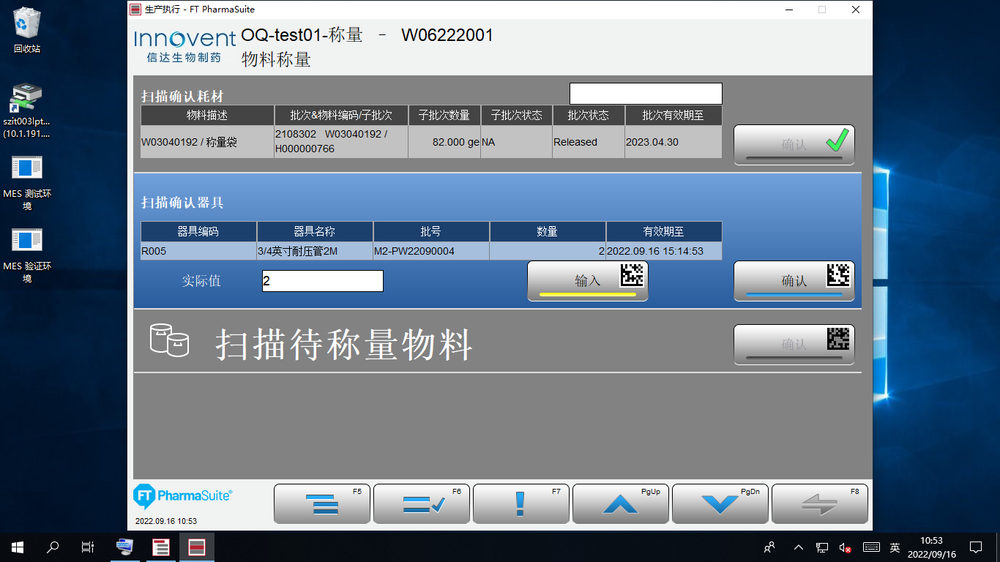 生产执行 - FT PharmaSuite
回收站
szit003lpt...
(10.1.191....
MES 测试环
境
MES 验证环
境
Innovent
信达生物制药
OQ-test01-称量 - W06222001
物料称量
扫描确认耗材
物料描述 批次&物料编码/子批次 子批次数量 子批次状态 批次状态 批次有效期至
W03040192 / 称量袋 2108302 W03040192 / H000000766 82.000 ge NA Released 2023.04.30
确认
扫描确认器具
器具编码 器具名称 批号 数量 有效期至
R005 3/4英寸耐压管2M M2-PW22090004 2 2022.09.16 15:14:53
实际值 2 输入 确认
扫描待称量物料 确认
FT PharmaSuite
2022.09.16 10:53
F5 F6 F7 PgUp PgDn F8
英
10:53
2022/09/16